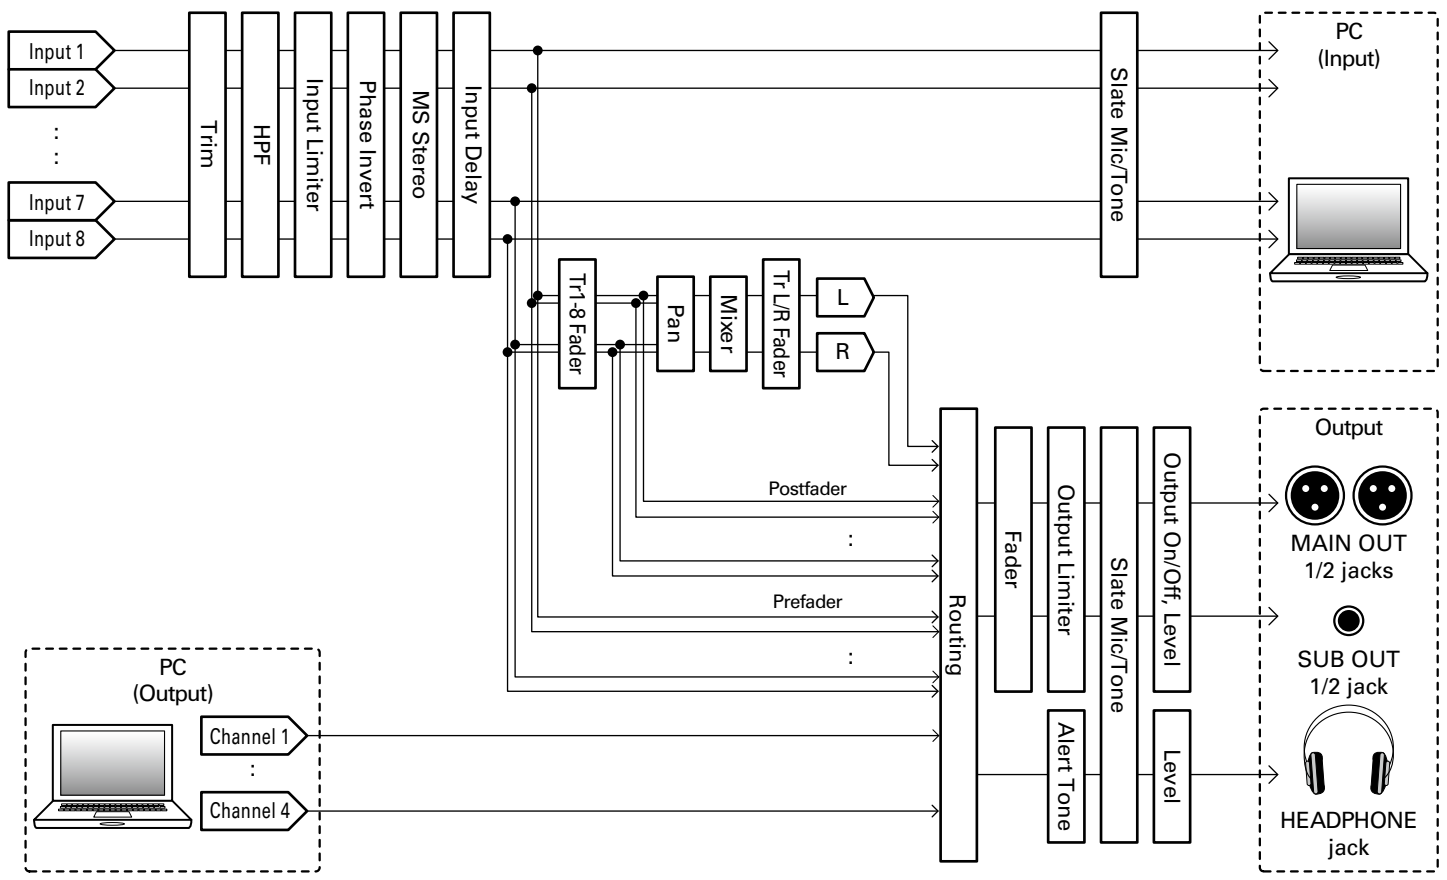 Input 1
Input 2
:
:
Input 7
Input 8
Trim
HPF
Input Limiter
Phase Invert
MS Stereo
Input Delay
Slate Mic/Tone
PC
(Input)
Tr1-8 Fader
Pan
Mixer
Tr L/R Fader
L
R
Postfader
:
Prefader
:
Routing
Fader
Output Limiter
Slate Mic/Tone
Output On/Off, Level
Alert Tone
Level
Output
MAIN OUT
1/2 jacks
SUB OUT
1/2 jack
HEADPHONE
jack
PC
(Output)
Channel 1
:
Channel 4